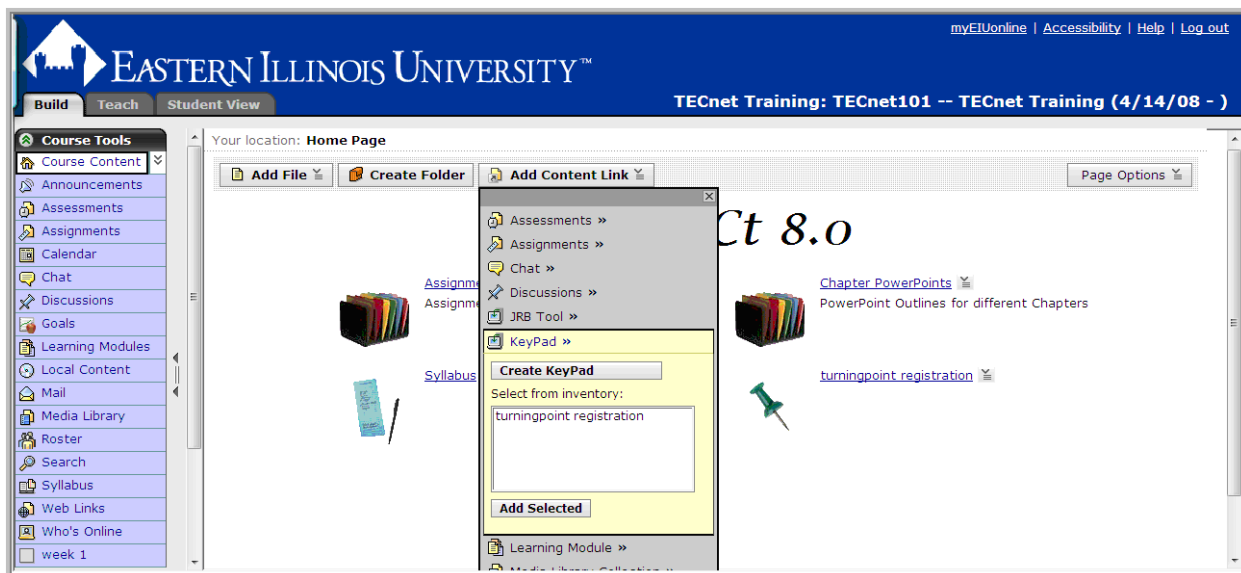 myEIUonline | Accessibility | Help | Log out
EASTERN ILLINOIS UNIVERSITY™
Build Teach Student View
TECnet Training: TECnet101 -- TECnet Training (4/14/08 - )
Course Tools
Course Content
Announcements
Assessments
Assignments
Calendar
Chat
Discussions
Goals
Learning Modules
Local Content
Mail
Media Library
Roster
Search
Syllabus
Web Links
Who's Online
week 1
Your location: Home Page
Add File Create Folder Add Content Link Page Options
Ct 8.0
Assessments »
Assignments »
Chat »
Discussions »
JRB Tool »
KeyPad »
Create KeyPad
Select from inventory:
turningpoint registration
Add Selected
Learning Module »
Media Library Collection »
Assignme
Assignme
Syllabus
Chapter PowerPoints
PowerPoint Outlines for different Chapters
turningpoint registration